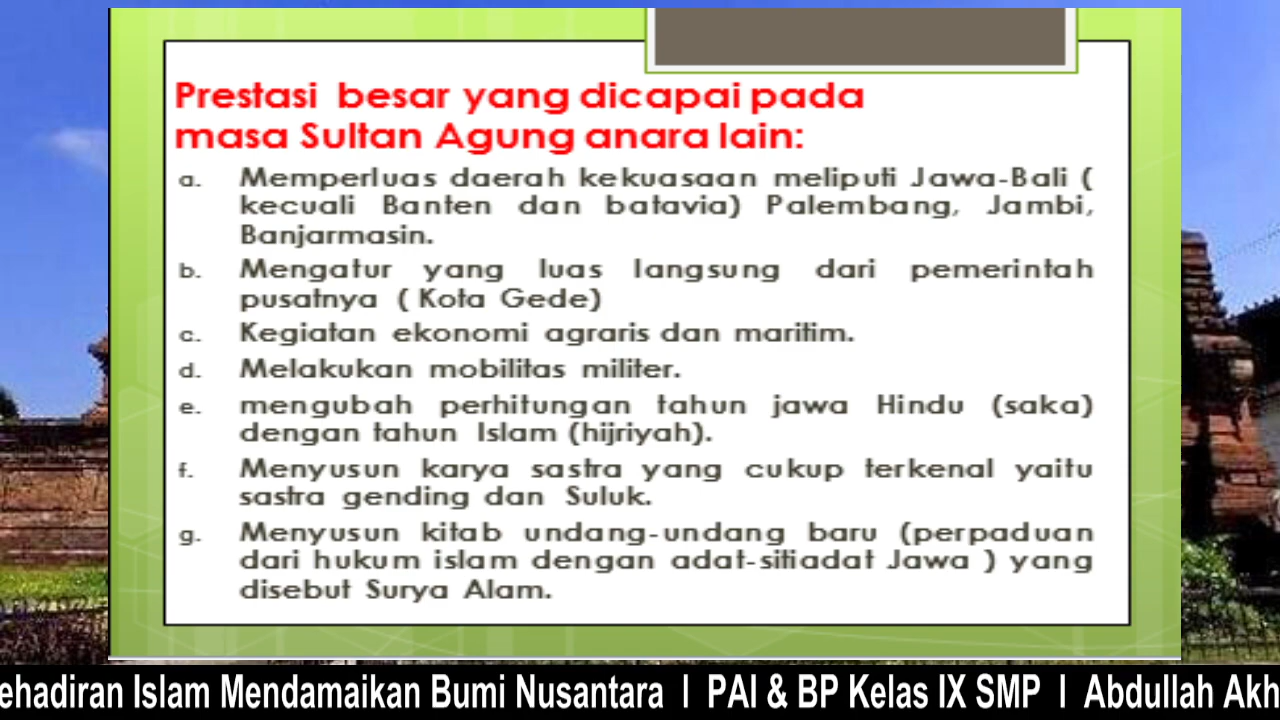 Prestasi besar yang dicapai pada
masa Sultan Agung anara lain:
a. Memperluas daerah kekuasaan meliputi Jawa-Bali (
kecuali Banten dan batavia) Palembang, Jambi,
Banjarmasin.
b. Mengatur yang luas langsung dari pemerintah
pusatnya ( Kota Gede)
c. Kegiatan ekonomi agraris dan maritim.
d. Melakukan mobilitas militer.
e. mengubah perhitungan tahun jawa Hindu (saka)
dengan tahun Islam (hijriyah).
f. Menyusun karya sastra yang cukup terkenal yaitu
sastra gending dan Suluk.
g. Menyusun kitab undang-undang baru (perpaduan
dari hukum islam dengan adat-sitiadat Jawa ) yang
disebut Surya Alam.
ehadiran Islam Mendamaikan Bumi Nusantara | PAI & BP Kelas IX SMP | Abdullah Akh